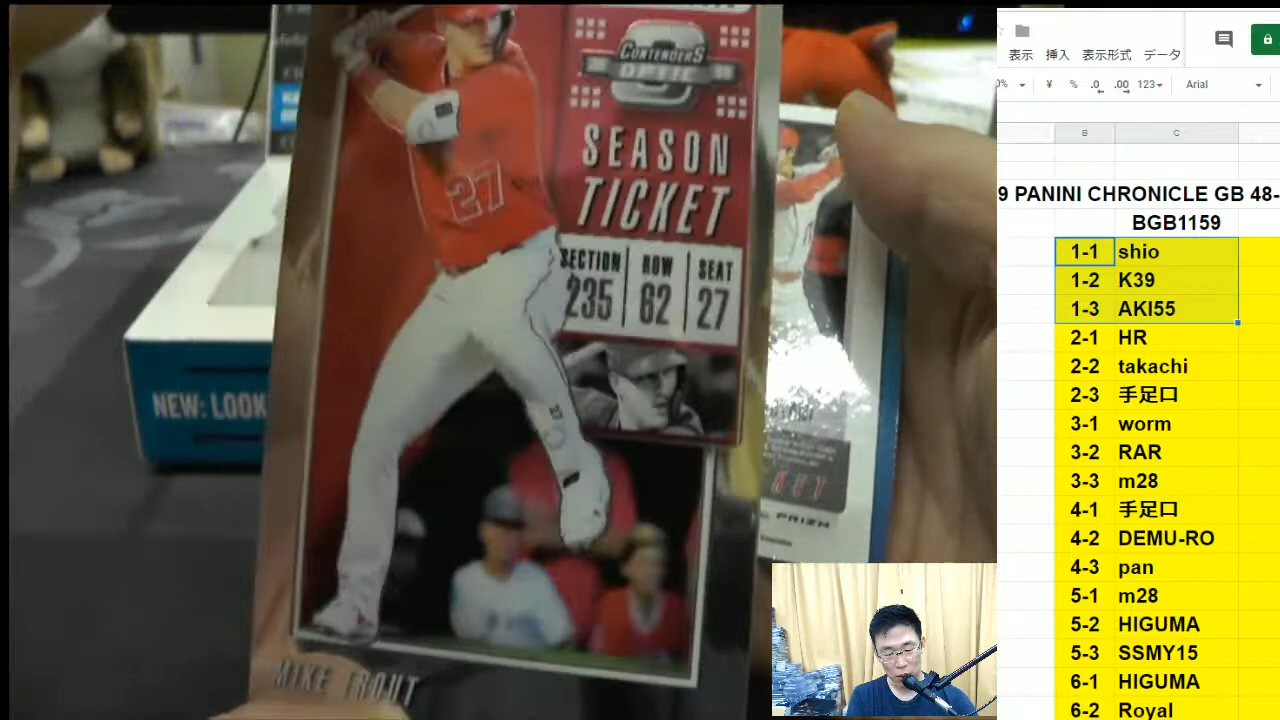 CONTENDERS
OPTIC
SEASON
TICKET
SECTION ROW SEAT
235 62 27
27
MIKE TROUT
NEW: LOOK
PRIZM
表示 挿入 表示形式 データ
% ¥ % .0 .00 123 Arial
B C
9 PANINI CHRONICLE GB 48-
BGB1159
1-1 shio
1-2 K39
1-3 AKI55
2-1 HR
2-2 takachi
2-3 手足口
3-1 worm
3-2 RAR
3-3 m28
4-1 手足口
4-2 DEMU-RO
4-3 pan
5-1 m28
5-2 HIGUMA
5-3 SSMY15
6-1 HIGUMA
6-2 Royal